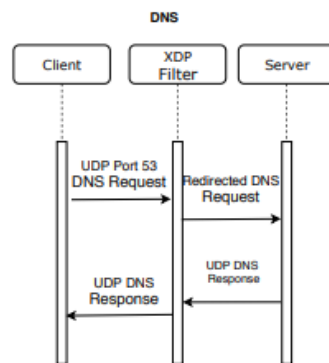 DNS
Client
XDP
Filter
Server
UDP Port 53
DNS Request
Redirected DNS
Request
UDP DNS
Response
UDP DNS
Response